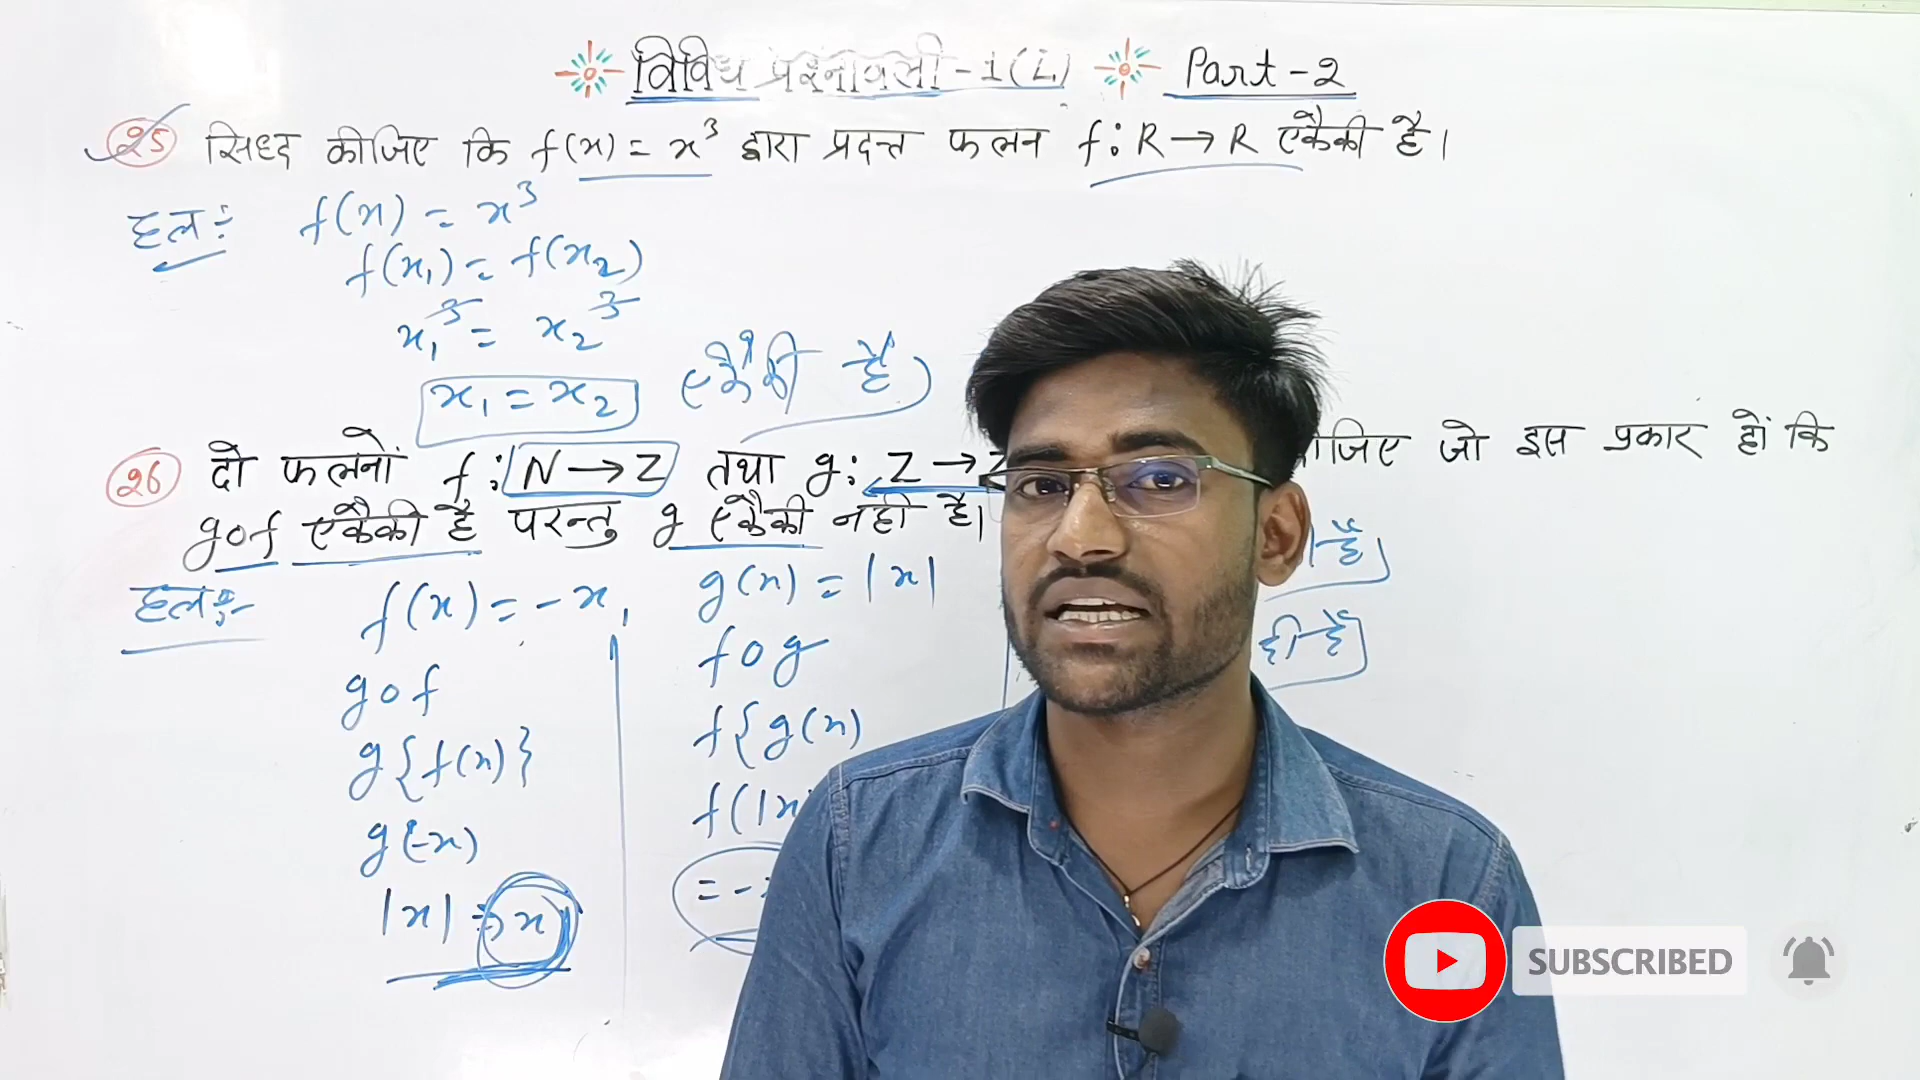 विविध प्रश्नावली - 1(i) Part - 2
25 सिध्द कीजिए कि f(x) = x³ द्वारा प्रदत्त फलन f: R → R एकैकी है।
हल:- f(x) = x³
f(x₁) = f(x₂)
x₁³ = x₂³
x₁ = x₂ एकैकी है
26 दो फलनों f: N → Z तथा g: Z → Z जो इस प्रकार हों कि
gof एकैकी है परन्तु g एकैकी नहीं है।
हल:- f(x) = -x, g(x) = |x|
gof
g{f(x)}
g(-x)
|x| = x
fog
f{g(x)
f(|x|
= -
है
ही है
SUBSCRIBED